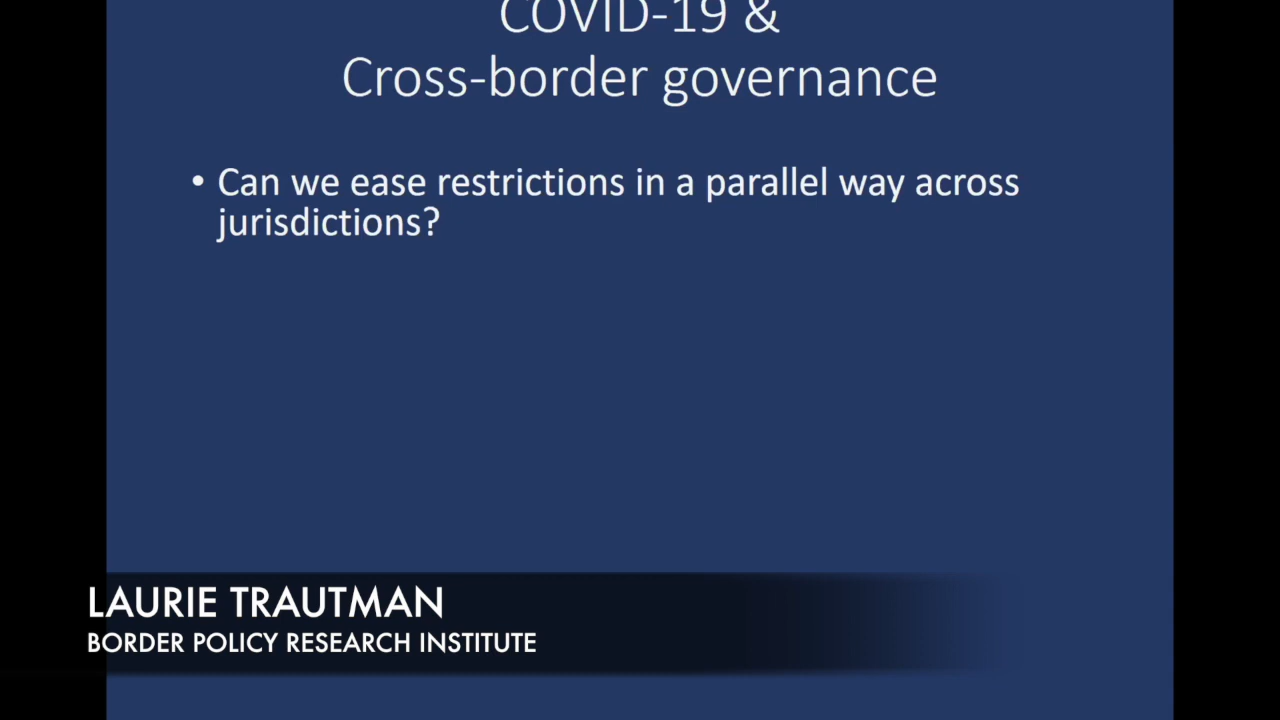 COVID-19 &
Cross-border governance
• Can we ease restrictions in a parallel way across
jurisdictions?
LAURIE TRAUTMAN
BORDER POLICY RESEARCH INSTITUTE